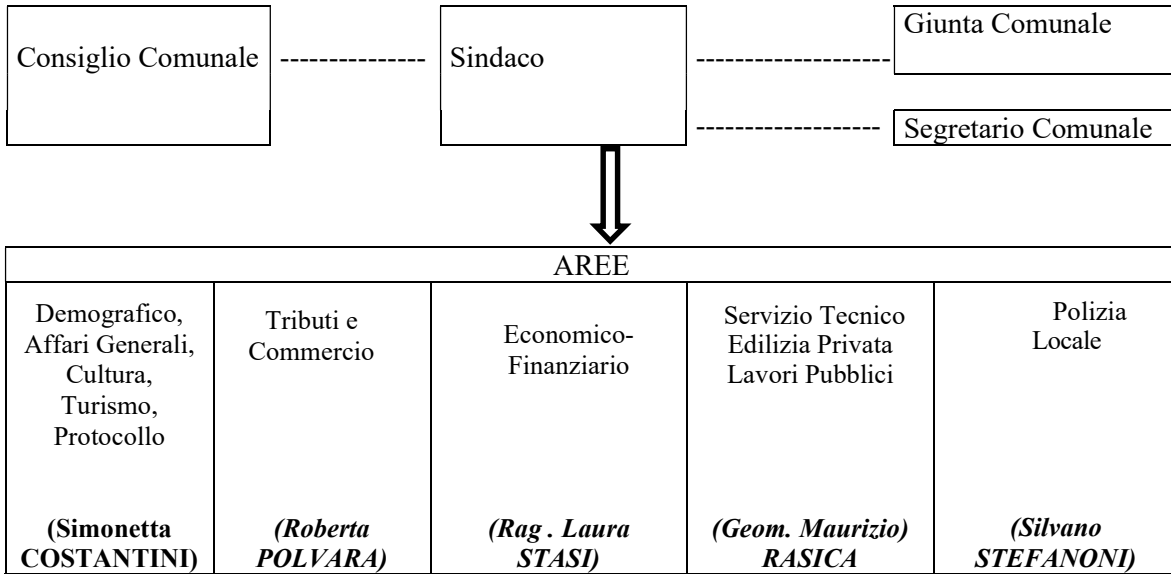 Consiglio Comunale
Sindaco
Giunta Comunale
Segretario Comunale
AREE
Demografico,
Affari Generali,
Cultura,
Turismo,
Protocollo
(Simonetta
COSTANTINI)
Tributi e
Commercio
(Roberta
POLVARA)
Economico-
Finanziario
(Rag . Laura
STASI)
Servizio Tecnico
Edilizia Privata
Lavori Pubblici
(Geom. Maurizio)
RASICA
Polizia
Locale
(Silvano
STEFANONI)